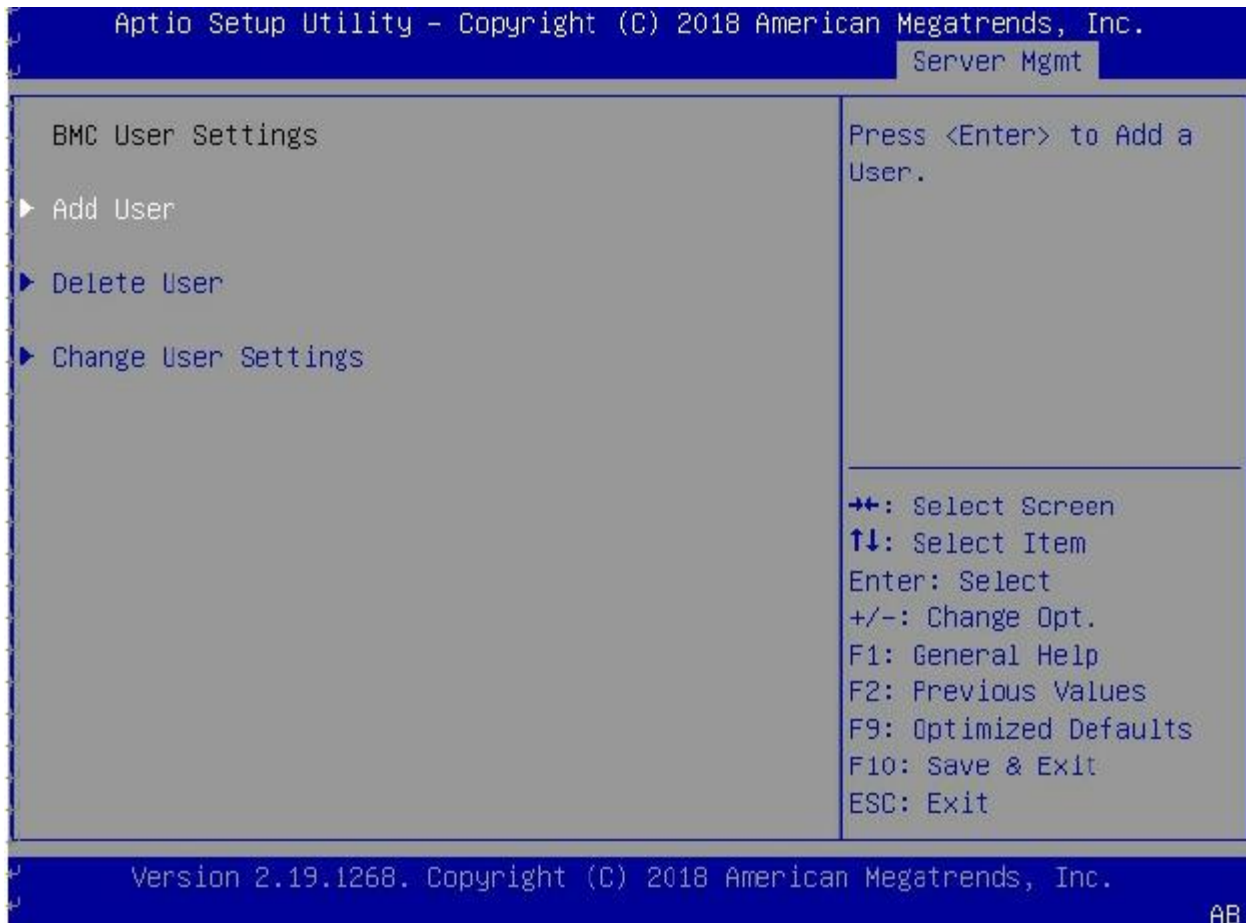 Aptio Setup Utility – Copyright (C) 2018 American Megatrends, Inc.
Server Mgmt
BMC User Settings
▶ Add User
▶ Delete User
▶ Change User Settings
Press <Enter> to Add a
User.
→←: Select Screen
↑↓: Select Item
Enter: Select
+/-: Change Opt.
F1: General Help
F2: Previous Values
F9: Optimized Defaults
F10: Save & Exit
ESC: Exit
Version 2.19.1268. Copyright (C) 2018 American Megatrends, Inc.
AB